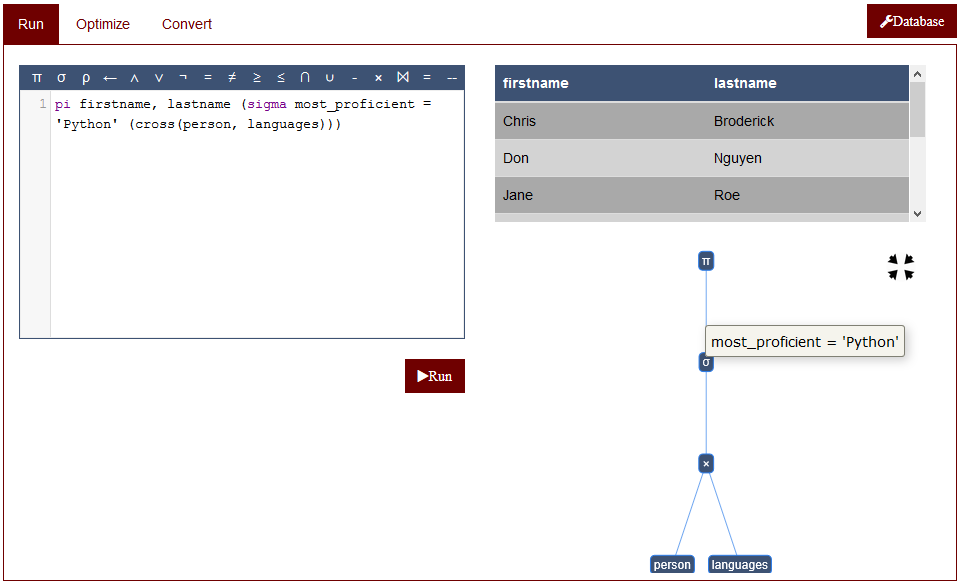 Run Optimize Convert Database
π σ ρ ← ∧ ∨ ¬ = ≠ ≥ ≤ ∩ ∪ - × ⋈ = --
1 pi firstname, lastname (sigma most_proficient =
'Python' (cross(person, languages)))
Run
firstname lastname
Chris Broderick
Don Nguyen
Jane Roe
π
most_proficient = 'Python'
σ
×
person languages